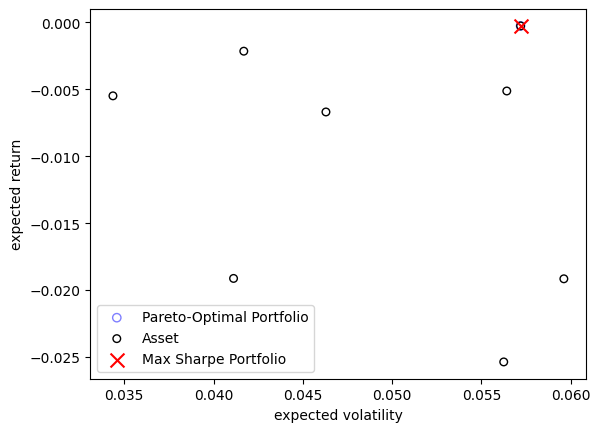 0.000
−0.005
−0.010
−0.015
−0.020
−0.025
expected return
Pareto-Optimal Portfolio
Asset
Max Sharpe Portfolio
0.035 0.040 0.045 0.050 0.055 0.060
expected volatility